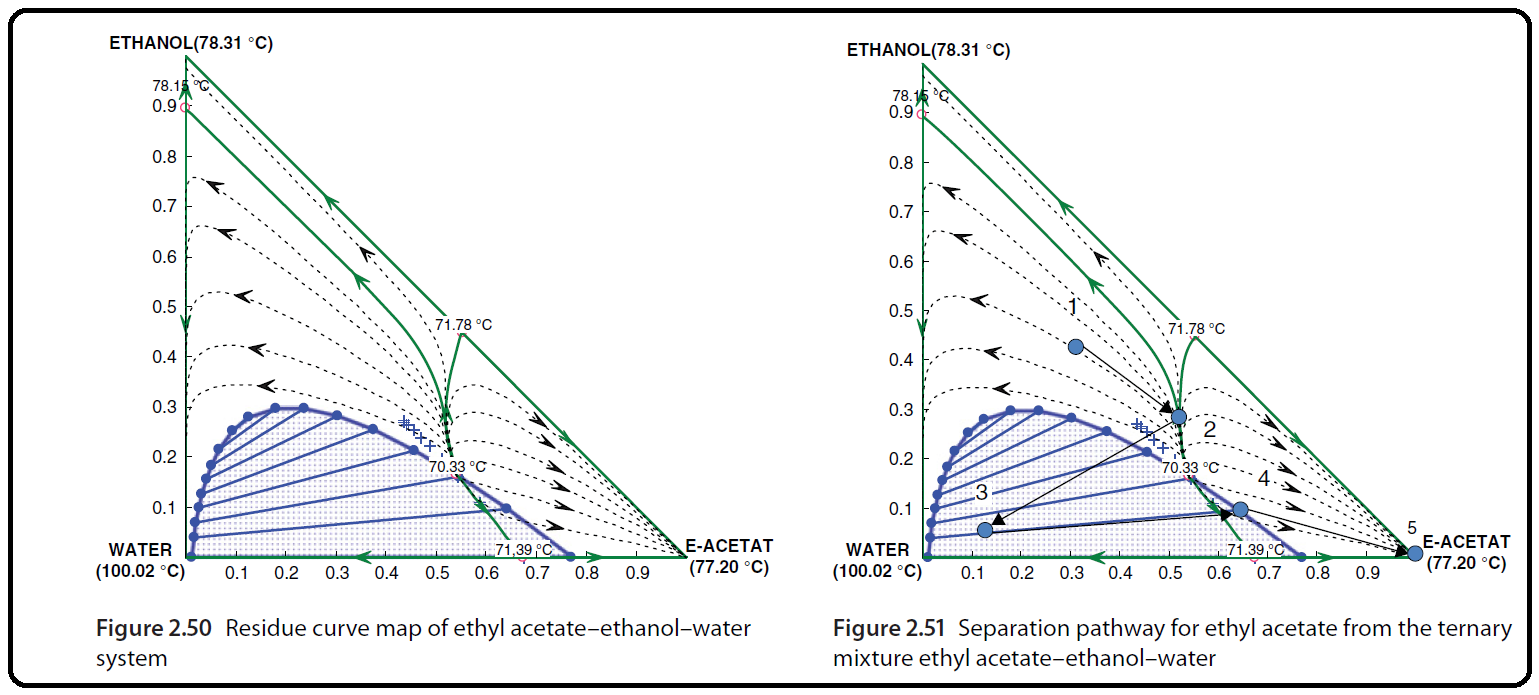 ETHANOL(78.31 °C)
78.15 °C
0.9
0.8
0.7
0.6
0.5
0.4
0.3
0.2
0.1
71.78 °C
70.33 °C
71,39 °C
WATER
(100.02 °C)
0.1 0.2 0.3 0.4 0.5 0.6 0.7 0.8 0.9
E-ACETAT
(77.20 °C)
Figure 2.50 Residue curve map of ethyl acetate–ethanol–water
system
ETHANOL(78.31 °C)
78.15 °C
0.9
0.8
0.7
0.6
0.5
0.4
0.3
0.2
0.1
1
71.78 °C
2
70.33 °C
4
3
71.39 °C
5
WATER
(100.02 °C)
0.1 0.2 0.3 0.4 0.5 0.6 0.7 0.8 0.9
E-ACETAT
(77.20 °C)
Figure 2.51 Separation pathway for ethyl acetate from the ternary
mixture ethyl acetate–ethanol–water